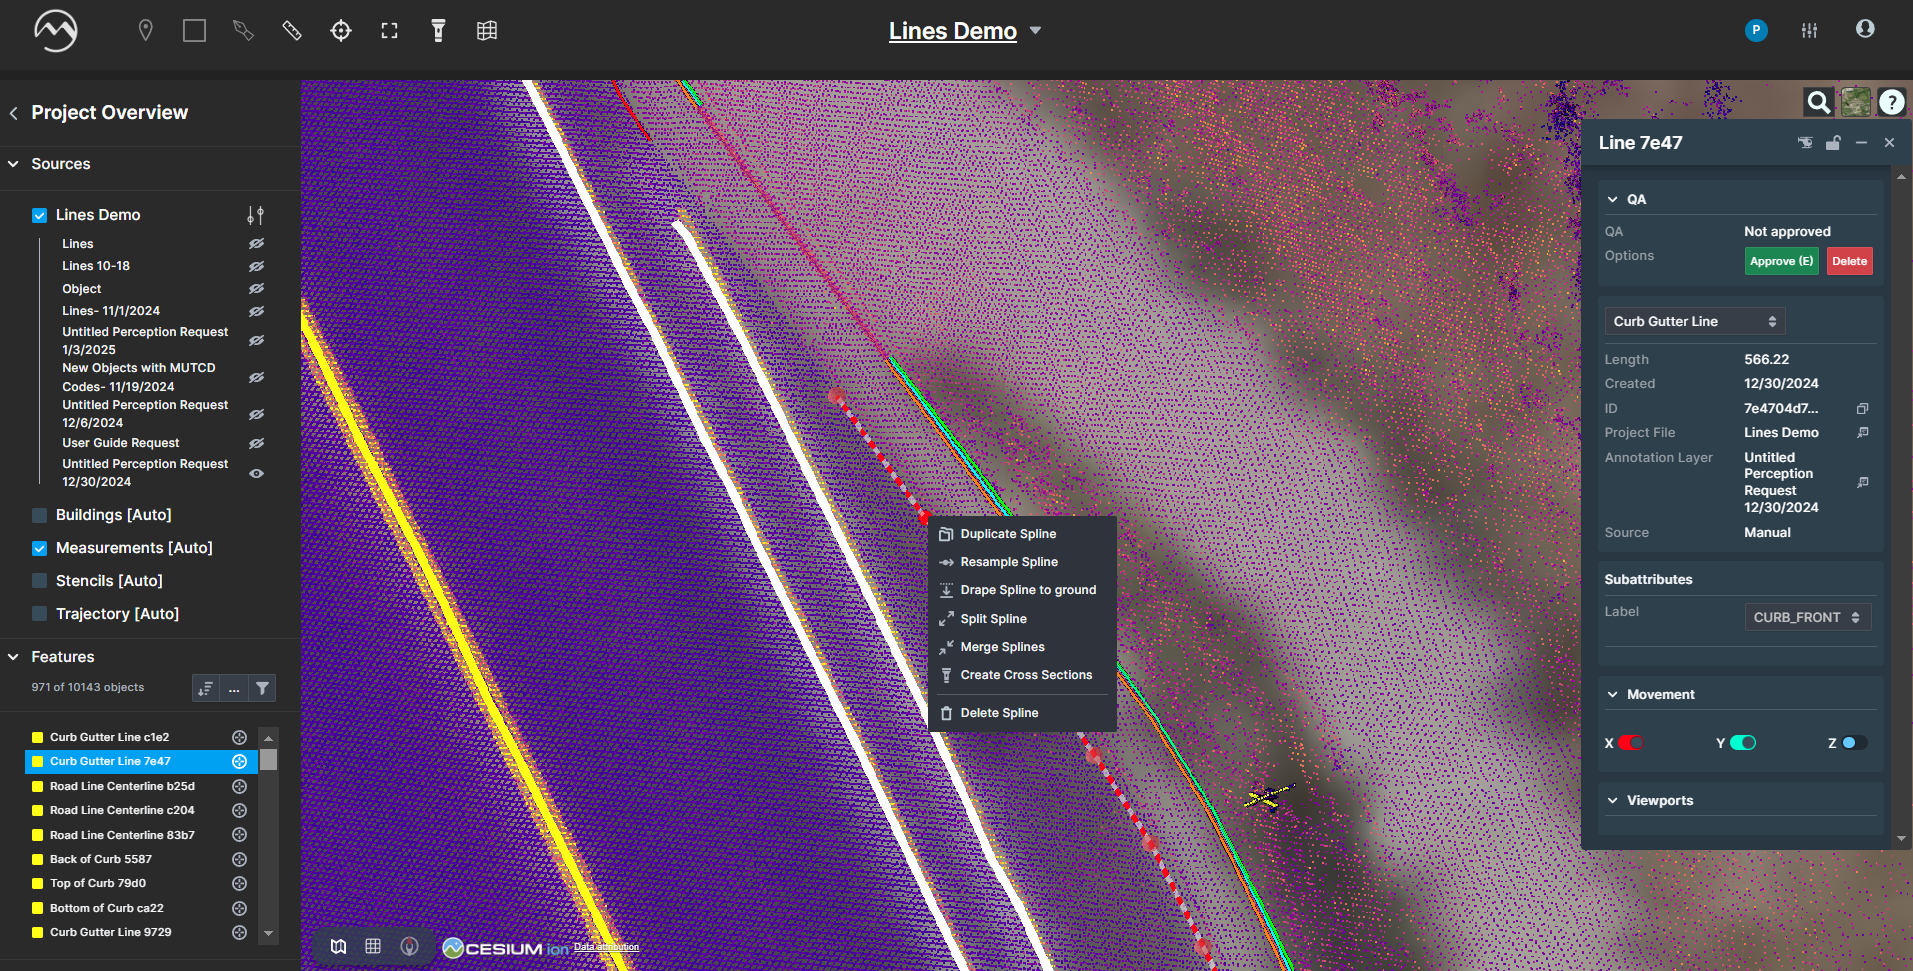 Lines Demo
P
Project Overview
Sources
Lines Demo
Lines
Lines 10-18
Object
Lines- 11/1/2024
Untitled Perception Request
1/3/2025
New Objects with MUTCD
Codes- 11/19/2024
Untitled Perception Request
12/6/2024
User Guide Request
Untitled Perception Request
12/30/2024
Buildings [Auto]
Measurements [Auto]
Stencils [Auto]
Trajectory [Auto]
Features
971 of 10143 objects
...
Curb Gutter Line c1e2
Curb Gutter Line 7e47
Road Line Centerline b25d
Road Line Centerline c204
Road Line Centerline 83b7
Back of Curb 5587
Top of Curb 79d0
Bottom of Curb ca22
Curb Gutter Line 9729
Duplicate Spline
Resample Spline
Drape Spline to ground
Split Spline
Merge Splines
Create Cross Sections
Delete Spline
CESIUM ion
Data attribution
?
Line 7e47
QA
QA Not approved
Options Approve (E) Delete
Curb Gutter Line
Length 566.22
Created 12/30/2024
ID 7e4704d7...
Project File Lines Demo
Annotation Layer Untitled
Perception
Request
12/30/2024
Source Manual
Subattributes
Label CURB_FRONT
Movement
X Y Z
Viewports